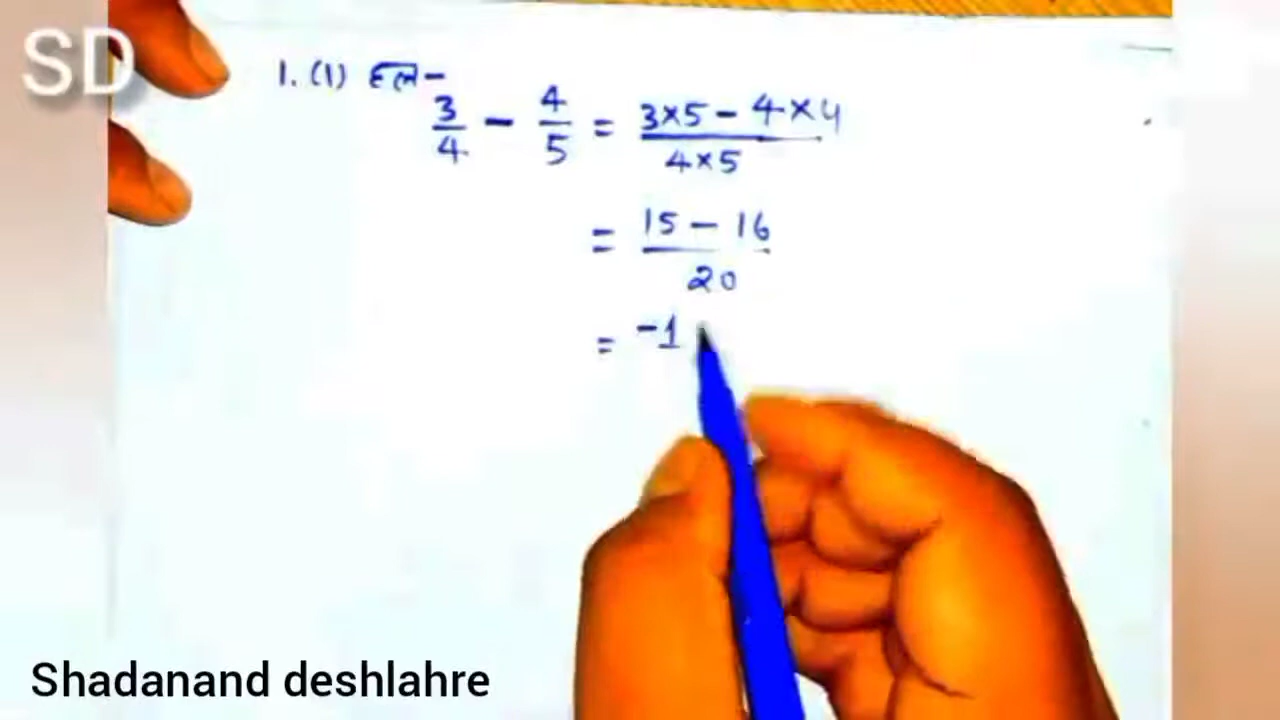 SD
1. (1) हल-
3/4 - 4/5 = 3×5 - 4×4 / 4×5
= 15 - 16 / 20
= -1
Shadanand deshlahre